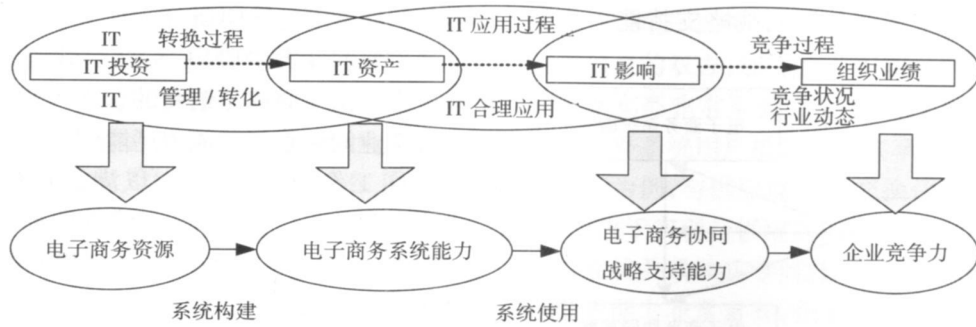 IT 转换过程
IT 应用过程
竞争过程
IT 投资
IT 资产
IT 影响
组织业绩
IT 管理 / 转化
IT 合理应用
竞争状况
行业动态
电子商务资源
电子商务系统能力
电子商务协同
战略支持能力
企业竞争力
系统构建
系统使用